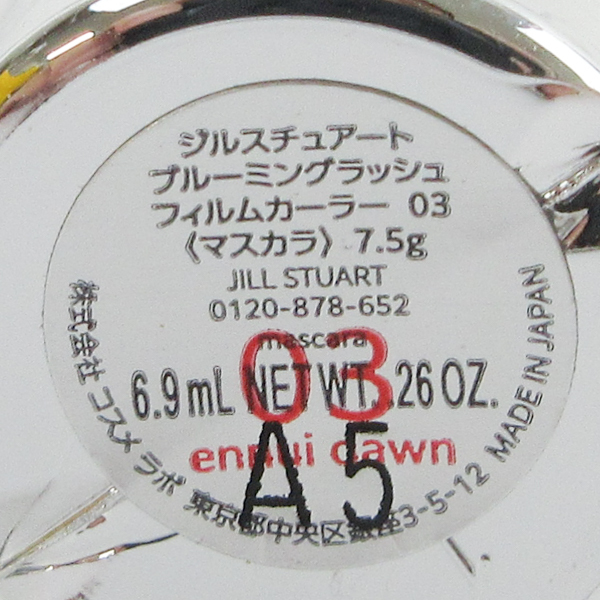 ジルスチュアート
ブルーミングラッシュ
フィルムカーラー 03
〈マスカラ〉 7.5g
JILL STUART
0120-878-652
mascara
03
6.9 mL NET WT. .26 OZ.
ennui dawn
A 5
株式会社 コスメ ラボ 東京都中央区銀座3-5-12 MADE IN JAPAN